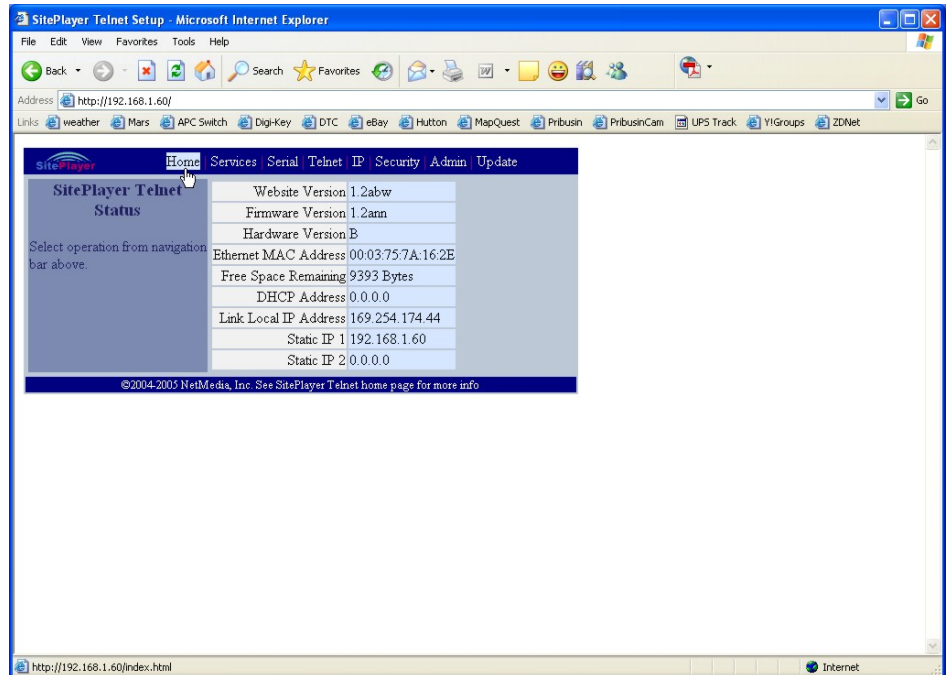 SitePlayer Telnet Setup - Microsoft Internet Explorer
File Edit View Favorites Tools Help
Back Search Favorites
Address http://192.168.1.60/ Go
Links weather Mars APC Switch Digi-Key DTC eBay Hutton MapQuest Pribusin PribusinCam UPS Track Y!Groups ZDNet
SitePlayer Home | Services | Serial | Telnet | IP | Security | Admin | Update
SitePlayer Telnet
Status
Select operation from navigation
bar above.
Website Version 1.2abw
Firmware Version 1.2ann
Hardware Version B
Ethernet MAC Address 00:03:75:7A:16:2E
Free Space Remaining 9393 Bytes
DHCP Address 0.0.0.0
Link Local IP Address 169.254.174.44
Static IP 1 192.168.1.60
Static IP 2 0.0.0.0
©2004-2005 NetMedia, Inc. See SitePlayer Telnet home page for more info
http://192.168.1.60/index.html Internet